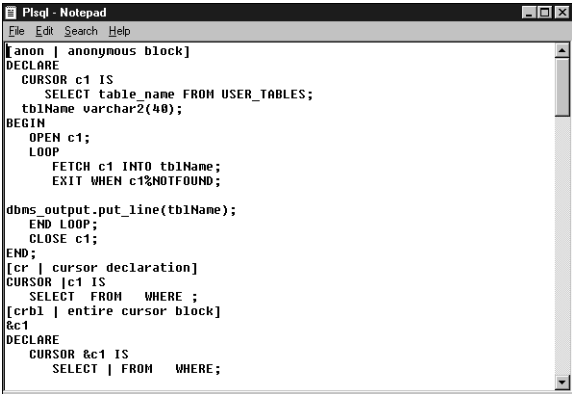 Plsql - Notepad
File Edit Search Help
[anon | anonymous block]
DECLARE
  CURSOR c1 IS
     SELECT table_name FROM USER_TABLES;
  tblName varchar2(40);
BEGIN
   OPEN c1;
   LOOP
      FETCH c1 INTO tblName;
      EXIT WHEN c1%NOTFOUND;

dbms_output.put_line(tblName);
   END LOOP;
   CLOSE c1;
END;
[cr | cursor declaration]
CURSOR |c1 IS
   SELECT  FROM   WHERE ;
[crbl | entire cursor block]
&c1
DECLARE
   CURSOR &c1 IS
      SELECT | FROM   WHERE;